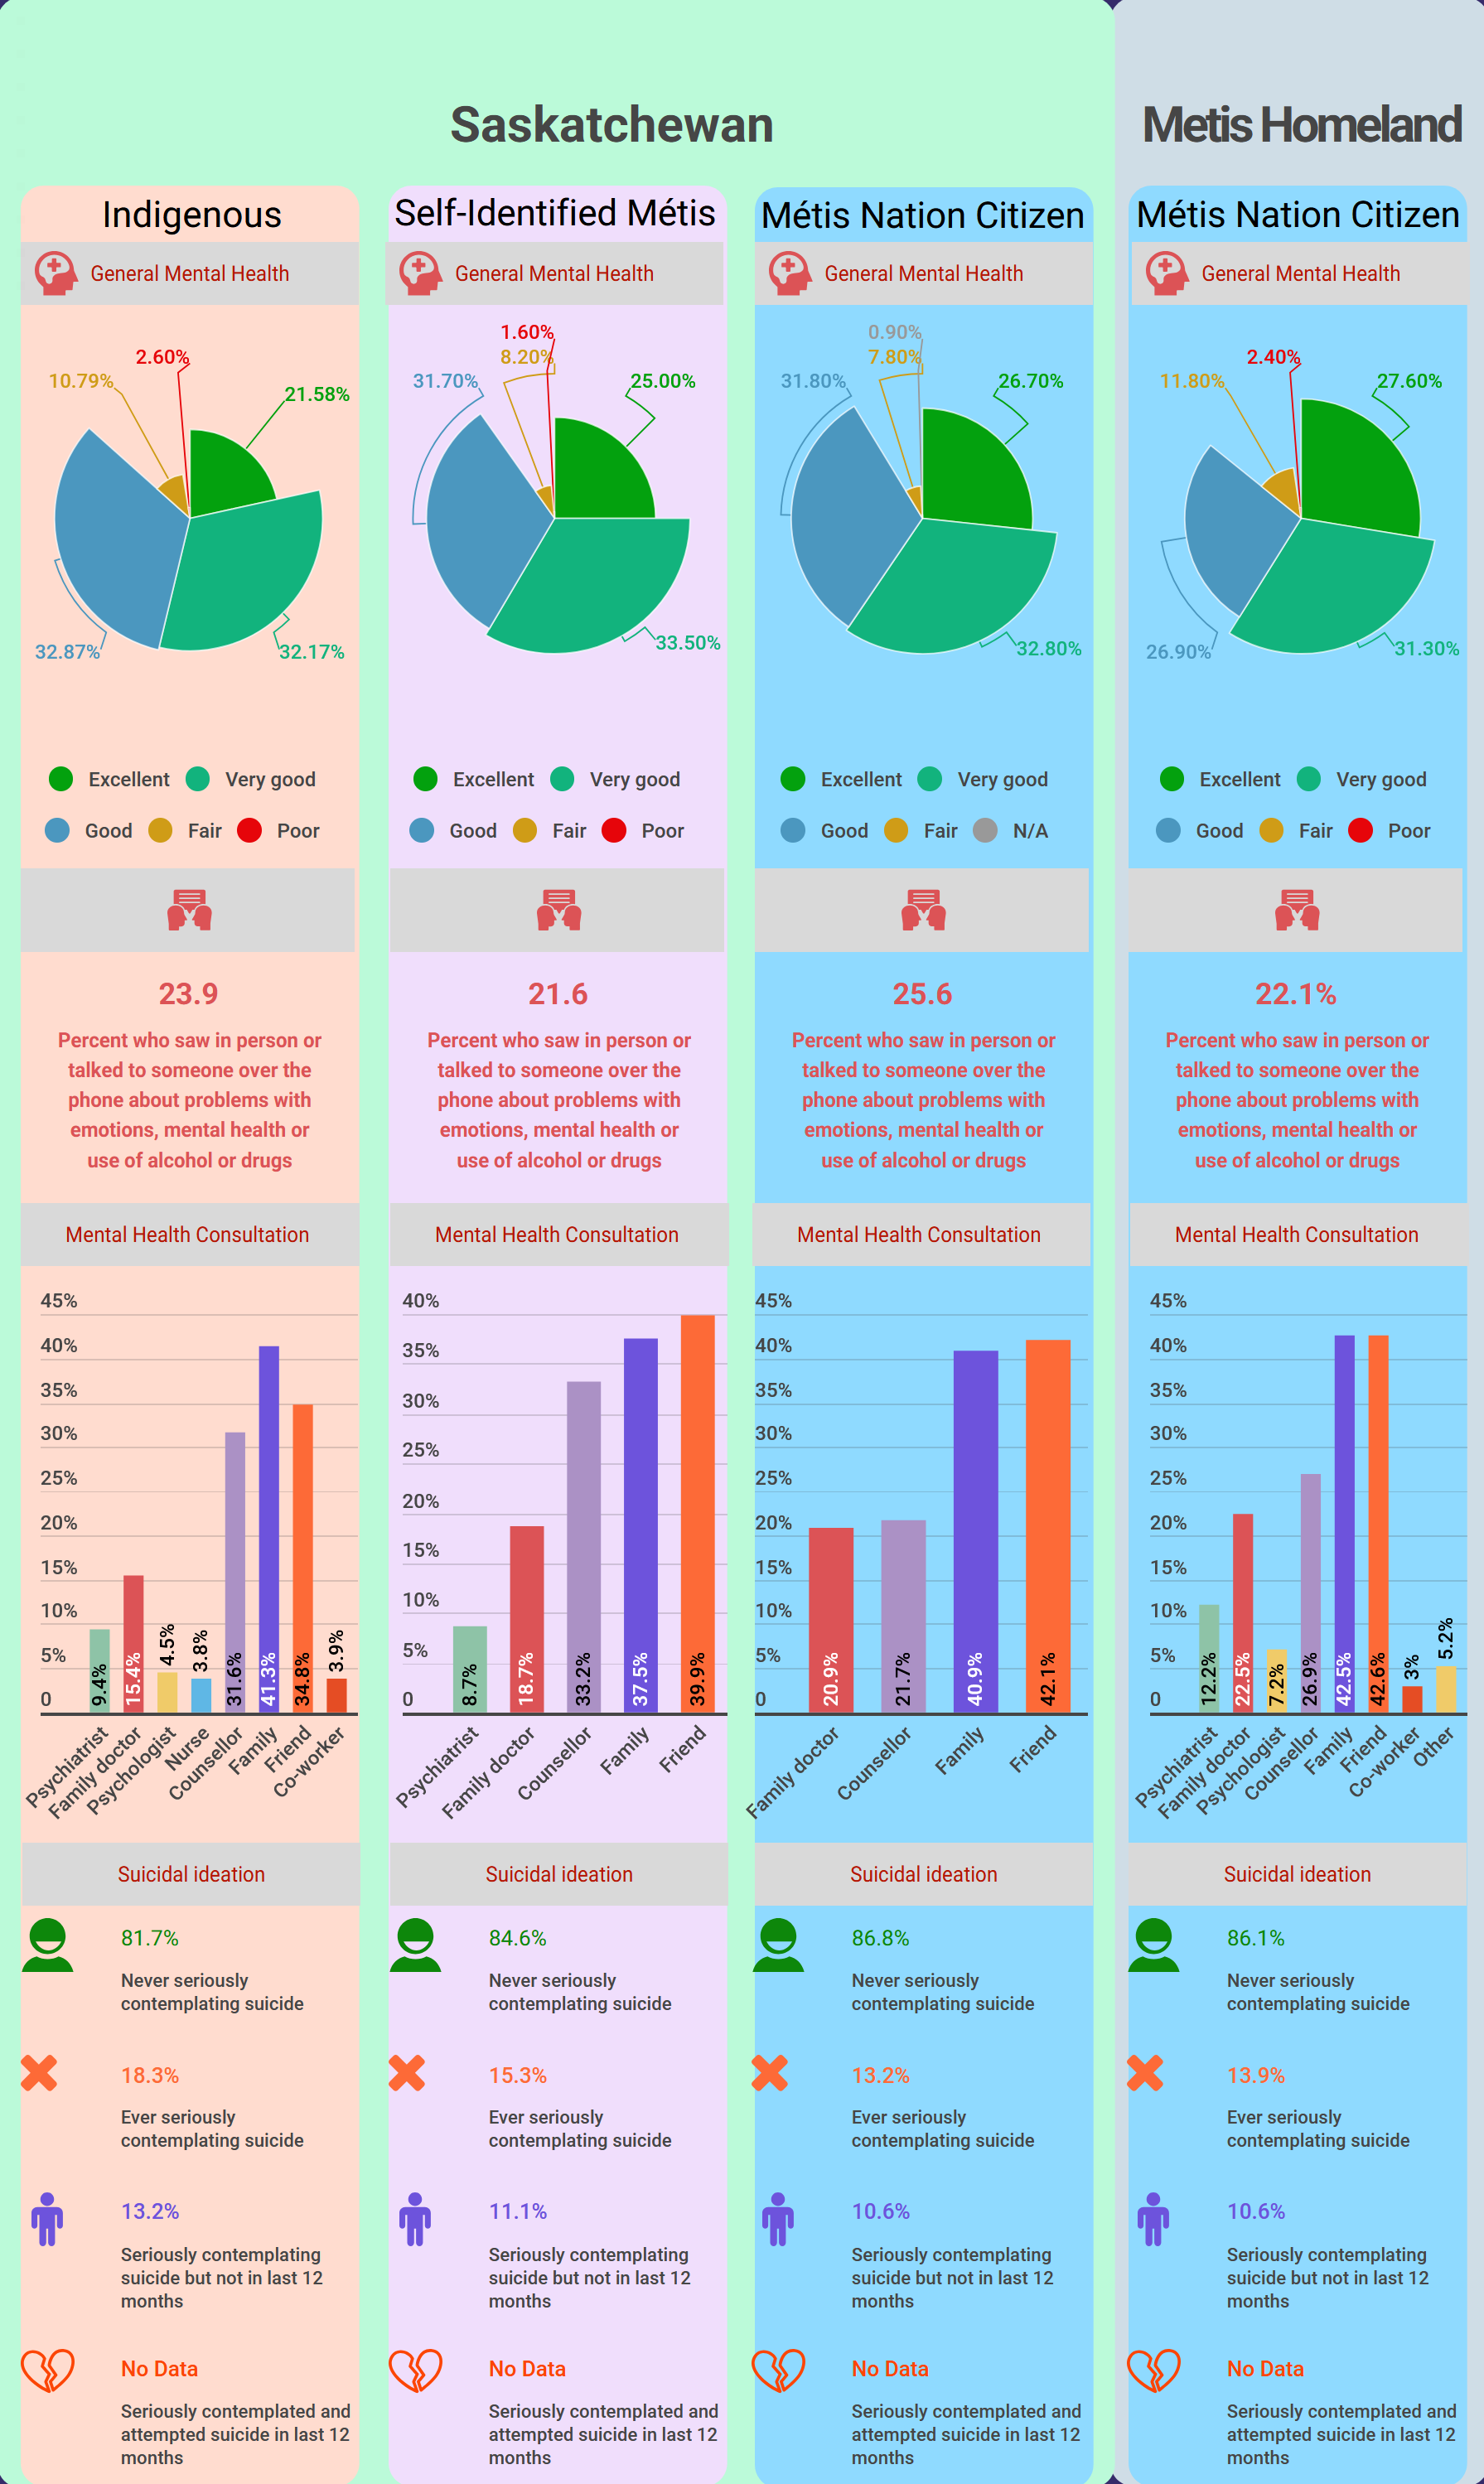 Saskatchewan
Metis Homeland
Indigenous
General Mental Health
2.60%
10.79%
21.58%
32.87%
32.17%
Excellent
Very good
Good
Fair
Poor
23.9
Percent who saw in person or
talked to someone over the
phone about problems with
emotions, mental health or
use of alcohol or drugs
Mental Health Consultation
45%
40%
35%
30%
25%
20%
15%
10%
5%
0
9.4%
15.4%
4.5%
3.8%
31.6%
41.3%
34.8%
3.9%
Psychiatrist
Family doctor
Psychologist
Nurse
Counsellor
Family
Friend
Co-worker
Suicidal ideation
81.7%
Never seriously
contemplating suicide
18.3%
Ever seriously
contemplating suicide
13.2%
Seriously contemplating
suicide but not in last 12
months
No Data
Seriously contemplated and
attempted suicide in last 12
months
Self-Identified Métis
General Mental Health
1.60%
8.20%
31.70%
25.00%
33.50%
Excellent
Very good
Good
Fair
Poor
21.6
Percent who saw in person or
talked to someone over the
phone about problems with
emotions, mental health or
use of alcohol or drugs
Mental Health Consultation
40%
35%
30%
25%
20%
15%
10%
5%
0
8.7%
18.7%
33.2%
37.5%
39.9%
Psychiatrist
Family doctor
Counsellor
Family
Friend
Suicidal ideation
84.6%
Never seriously
contemplating suicide
15.3%
Ever seriously
contemplating suicide
11.1%
Seriously contemplating
suicide but not in last 12
months
No Data
Seriously contemplated and
attempted suicide in last 12
months
Métis Nation Citizen
General Mental Health
0.90%
7.80%
31.80%
26.70%
32.80%
Excellent
Very good
Good
Fair
N/A
25.6
Percent who saw in person or
talked to someone over the
phone about problems with
emotions, mental health or
use of alcohol or drugs
Mental Health Consultation
45%
40%
35%
30%
25%
20%
15%
10%
5%
0
20.9%
21.7%
40.9%
42.1%
Family doctor
Counsellor
Family
Friend
Suicidal ideation
86.8%
Never seriously
contemplating suicide
13.2%
Ever seriously
contemplating suicide
10.6%
Seriously contemplating
suicide but not in last 12
months
No Data
Seriously contemplated and
attempted suicide in last 12
months
Métis Nation Citizen
General Mental Health
2.40%
11.80%
27.60%
26.90%
31.30%
Excellent
Very good
Good
Fair
Poor
22.1%
Percent who saw in person or
talked to someone over the
phone about problems with
emotions, mental health or
use of alcohol or drugs
Mental Health Consultation
45%
40%
35%
30%
25%
20%
15%
10%
5%
0
12.2%
22.5%
7.2%
26.9%
42.5%
42.6%
3%
5.2%
Psychiatrist
Family doctor
Psychologist
Counsellor
Family
Friend
Co-worker
Other
Suicidal ideation
86.1%
Never seriously
contemplating suicide
13.9%
Ever seriously
contemplating suicide
10.6%
Seriously contemplating
suicide but not in last 12
months
No Data
Seriously contemplated and
attempted suicide in last 12
months